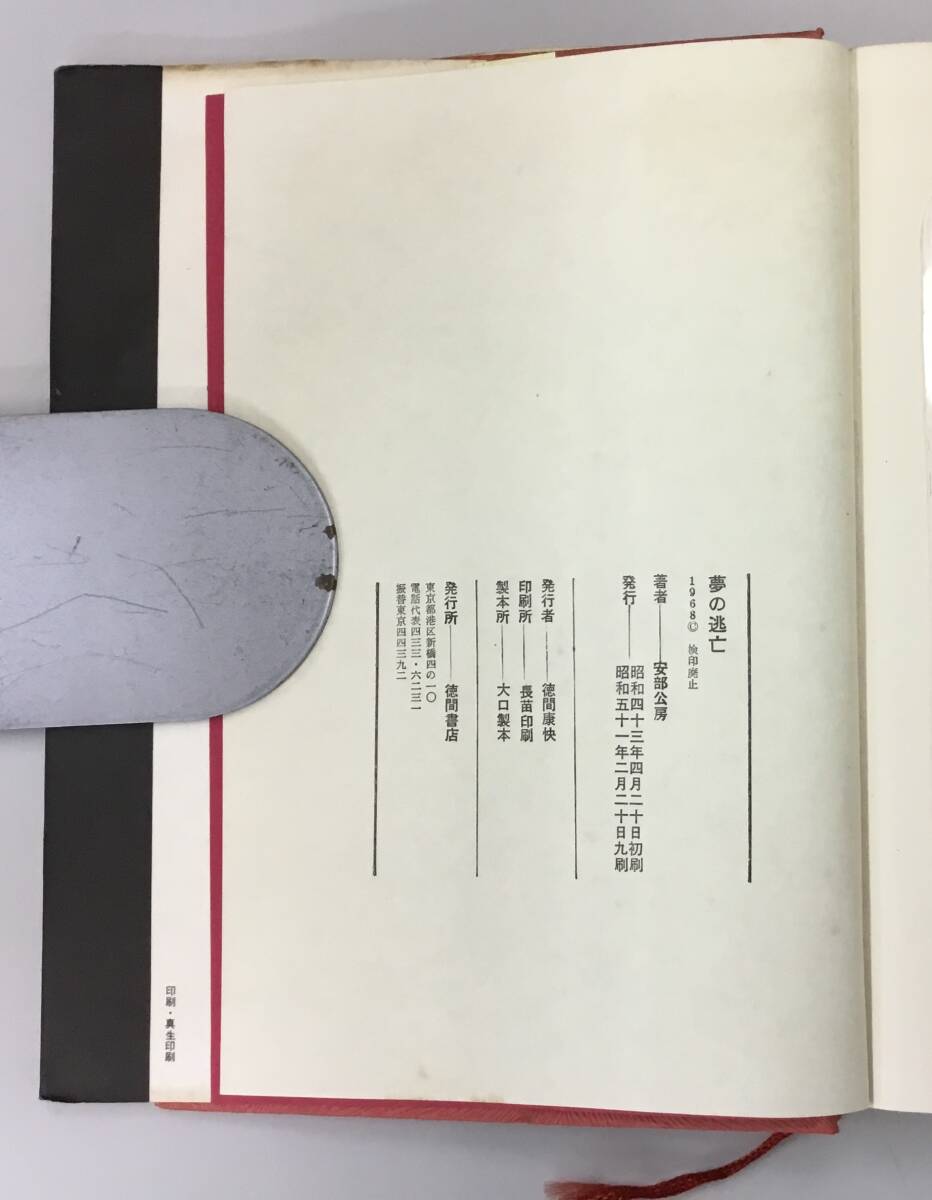 夢の逃亡
1968© 検印廃止
著者──安部公房
発行──昭和四十三年四月二十日初刷
昭和五十一年二月二十日九刷
発行者──徳間康快
印刷所──長苗印刷
製本所──大口製本
発行所──徳間書店
東京都港区新橋四の一〇
電話代表四三三・六二三一
振替東京四四三九二
印刷・真生印刷